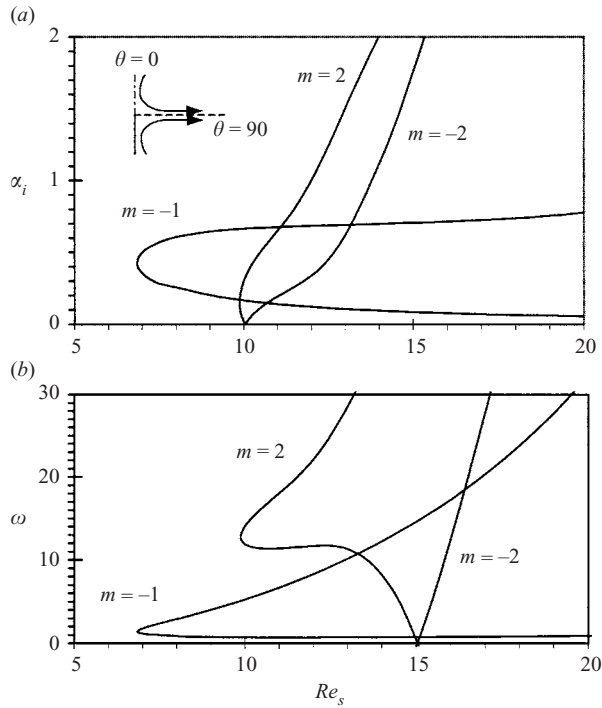 (a)
2
θ = 0
m = 2
θ = 90
m = –2
α_i
1
m = –1
0
5
10
15
20
(b)
30
m = 2
20
ω
m = –2
10
m = –1
0
5
10
15
20
Re_s